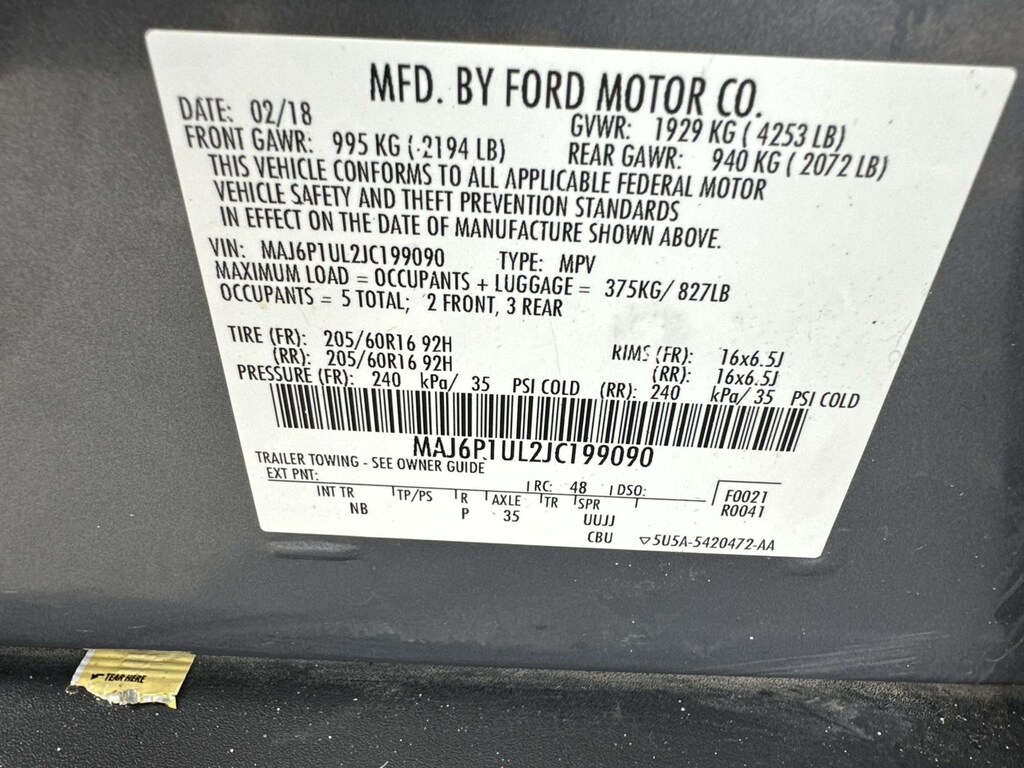 MFD. BY FORD MOTOR CO.
DATE: 02/18 GVWR: 1929 KG ( 4253 LB)
FRONT GAWR: 995 KG ( 2194 LB) REAR GAWR: 940 KG ( 2072 LB)
THIS VEHICLE CONFORMS TO ALL APPLICABLE FEDERAL MOTOR
VEHICLE SAFETY AND THEFT PREVENTION STANDARDS
IN EFFECT ON THE DATE OF MANUFACTURE SHOWN ABOVE.
VIN: MAJ6P1UL2JC199090 TYPE: MPV
MAXIMUM LOAD = OCCUPANTS + LUGGAGE = 375KG/ 827LB
OCCUPANTS = 5 TOTAL; 2 FRONT, 3 REAR
TIRE (FR): 205/60R16 92H RIMS (FR): 16x6.5J
(RR): 205/60R16 92H (RR): 16x6.5J
PRESSURE (FR): 240 kPa/ 35 PSI COLD (RR): 240 kPa/ 35 PSI COLD
MAJ6P1UL2JC199090
TRAILER TOWING - SEE OWNER GUIDE
EXT PNT: RC: 48 DSO: F0021
INT TR TP/PS R AXLE TR SPR R0041
NB P 35 UUJJ
CBU 5U5A-5420472-AA
TEAR HERE